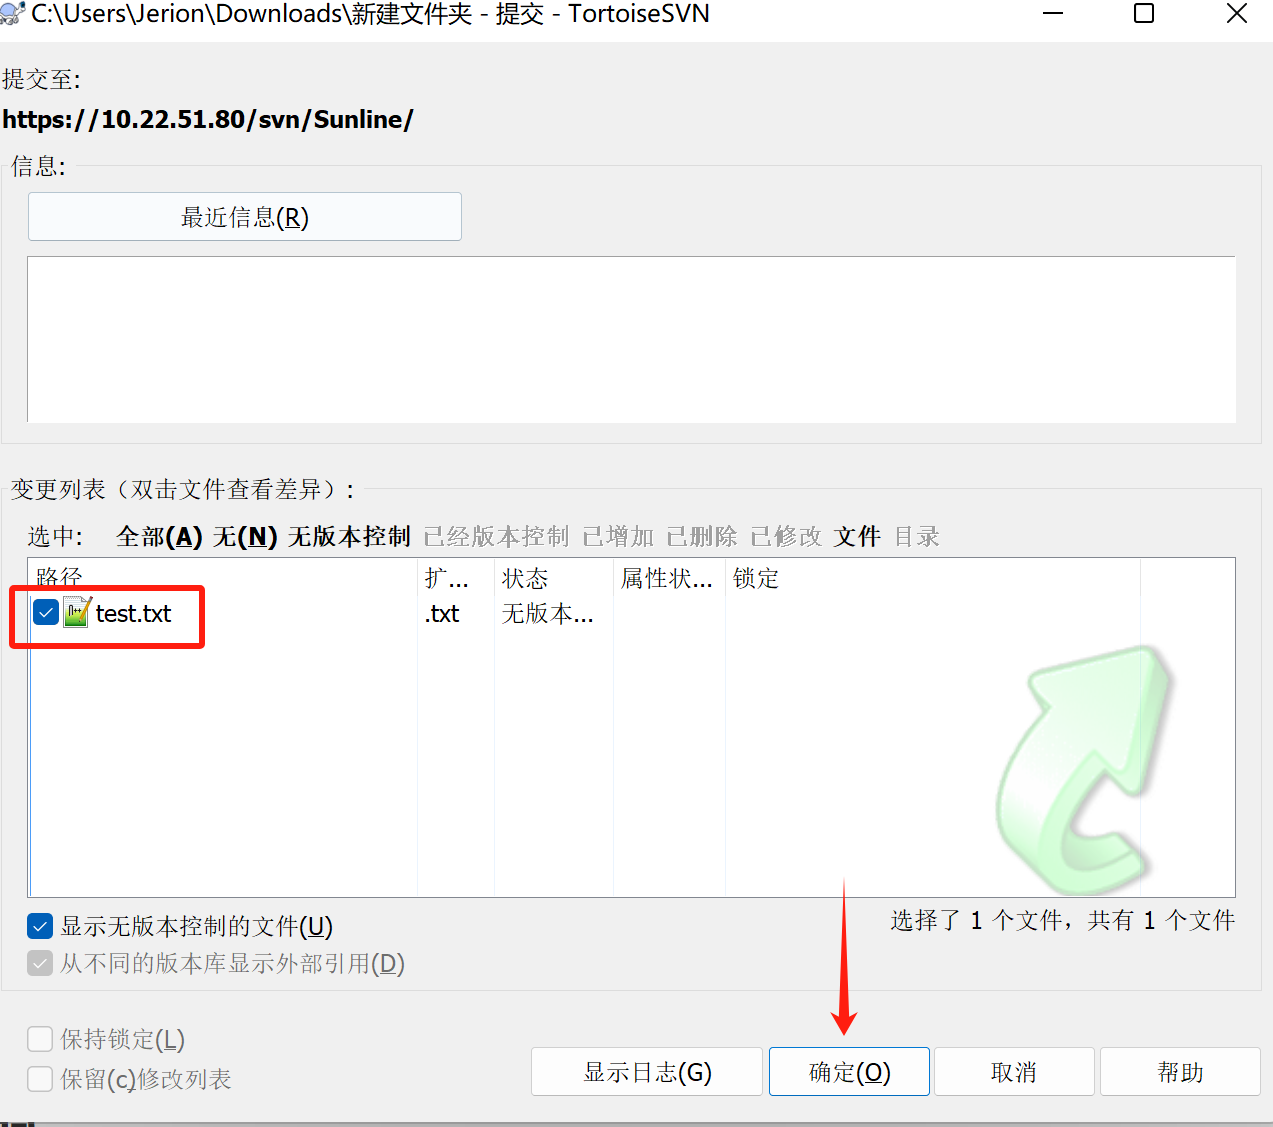 C:\Users\Jerion\Downloads\新建文件夹 - 提交 - TortoiseSVN
提交至:
https://10.22.51.80/svn/Sunline/
信息:
最近信息(R)
变更列表（双击文件查看差异）:
选中: 全部(A) 无(N) 无版本控制 已经版本控制 已增加 已删除 已修改 文件 目录
路径 扩... 状态 属性状... 锁定
test.txt .txt 无版本...
显示无版本控制的文件(U) 选择了 1 个文件，共有 1 个文件
从不同的版本库显示外部引用(D)
保持锁定(L)
保留(c)修改列表
显示日志(G) 确定(O) 取消 帮助